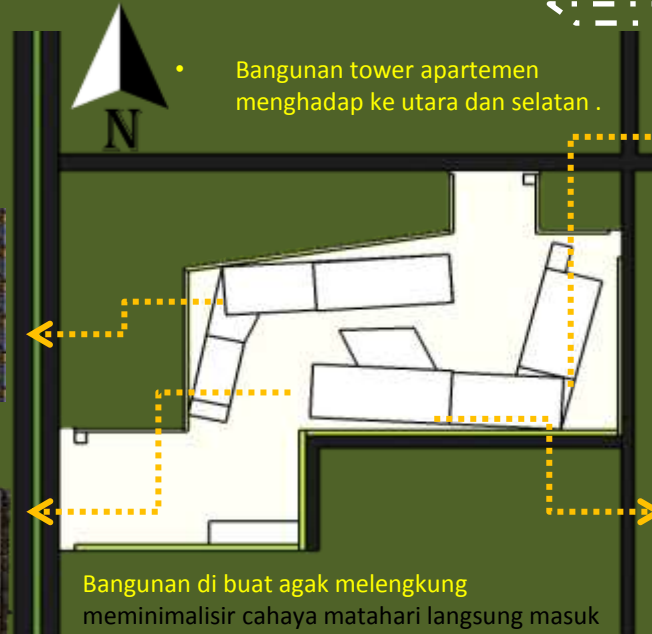 • Bangunan tower apartemen
menghadap ke utara dan selatan .
N
Bangunan di buat agak melengkung
meminimalisir cahaya matahari langsung masuk